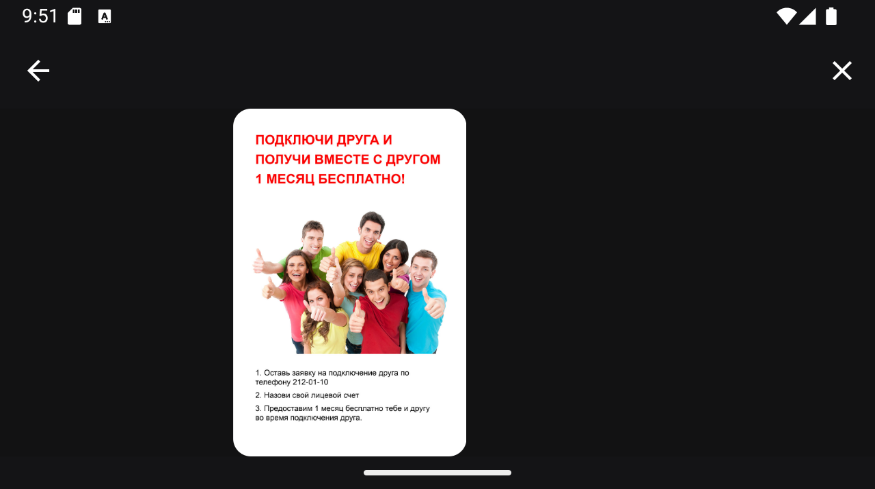 9:51
A
ПОДКЛЮЧИ ДРУГА И
ПОЛУЧИ ВМЕСТЕ С ДРУГОМ
1 МЕСЯЦ БЕСПЛАТНО!
1. Оставь заявку на подключение друга по
телефону 212-01-10
2. Назови свой лицевой счет
3. Предоставим 1 месяц бесплатно тебе и другу
во время подключения друга.